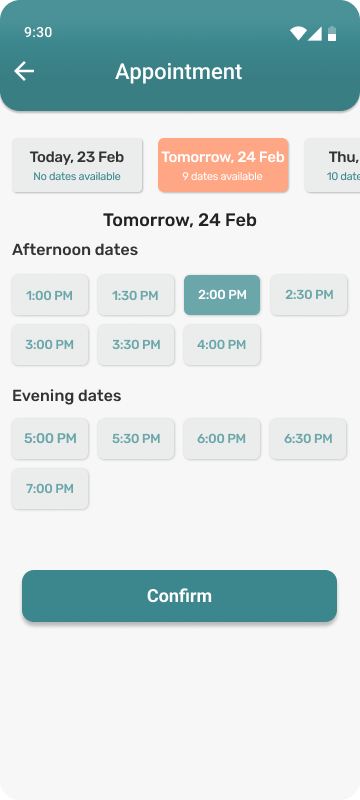 9:30
Appointment
Today, 23 Feb
No dates available
Tomorrow, 24 Feb
9 dates available
Thu,
10 date
Tomorrow, 24 Feb
Afternoon dates
1:00 PM 1:30 PM 2:00 PM 2:30 PM
3:00 PM 3:30 PM 4:00 PM
Evening dates
5:00 PM 5:30 PM 6:00 PM 6:30 PM
7:00 PM
Confirm